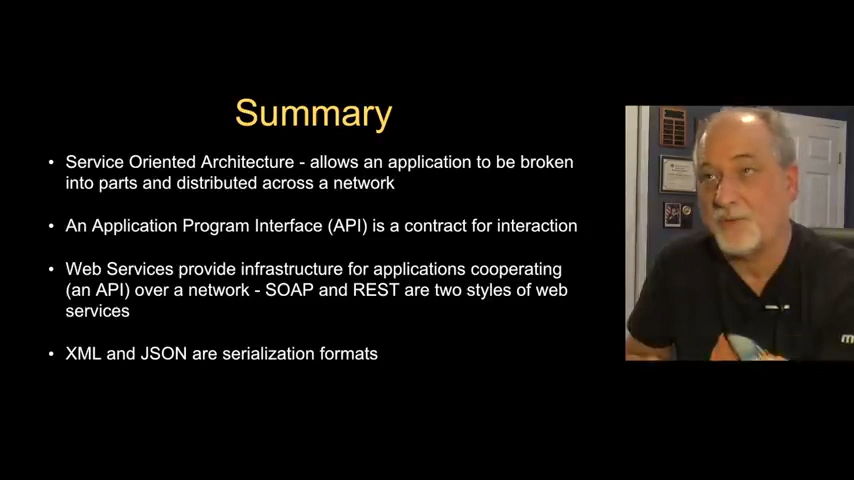 Summary
• Service Oriented Architecture - allows an application to be broken
into parts and distributed across a network
• An Application Program Interface (API) is a contract for interaction
• Web Services provide infrastructure for applications cooperating
(an API) over a network - SOAP and REST are two styles of web
services
• XML and JSON are serialization formats